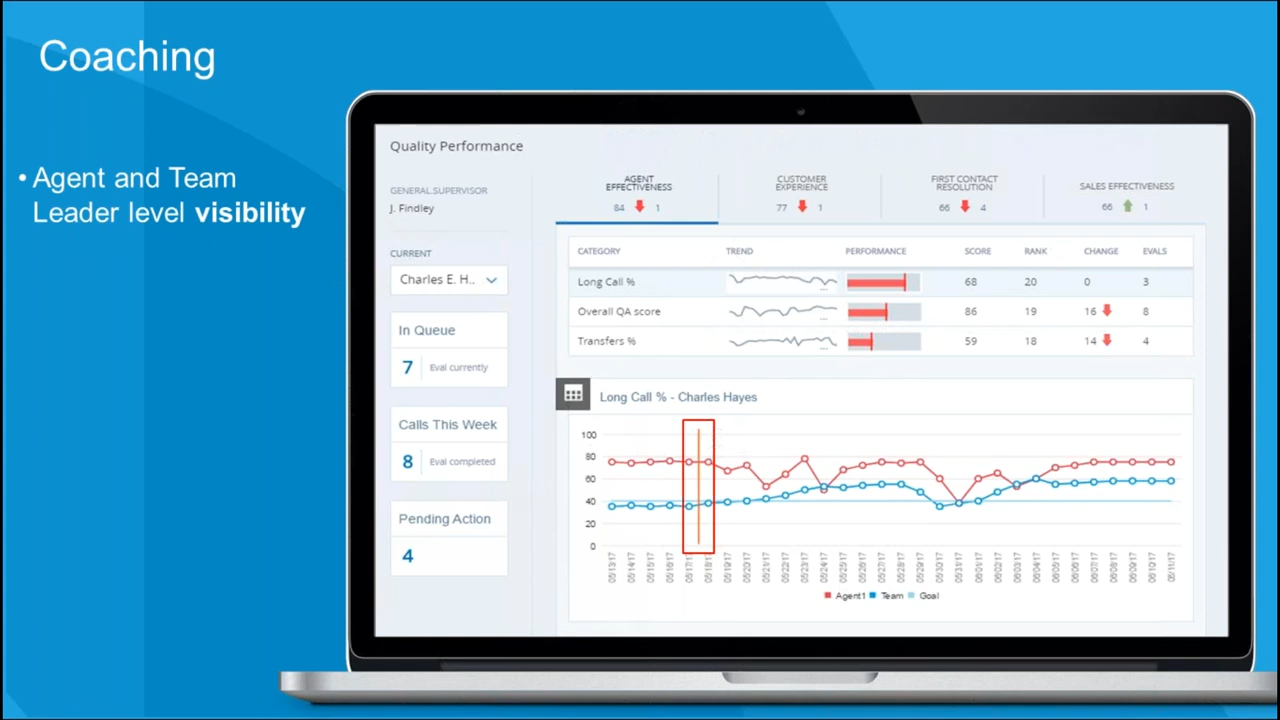 Coaching
• Agent and Team
Leader level visibility
Quality Performance
GENERAL.SUPERVISOR
J. Findley
CURRENT
Charles E. H..
In Queue
7 Eval currently
Calls This Week
8 Eval completed
Pending Action
4
AGENT
EFFECTIVENESS
84 1
CUSTOMER
EXPERIENCE
77 1
FIRST CONTACT
RESOLUTION
66 4
SALES EFFECTIVENESS
66 1
CATEGORY TREND PERFORMANCE SCORE RANK CHANGE EVALS
Long Call % 68 20 0 3
Overall QA score 86 19 16 8
Transfers % 59 18 14 4
Long Call % - Charles Hayes
100
80
60
40
20
0
Agent1 Team Goal